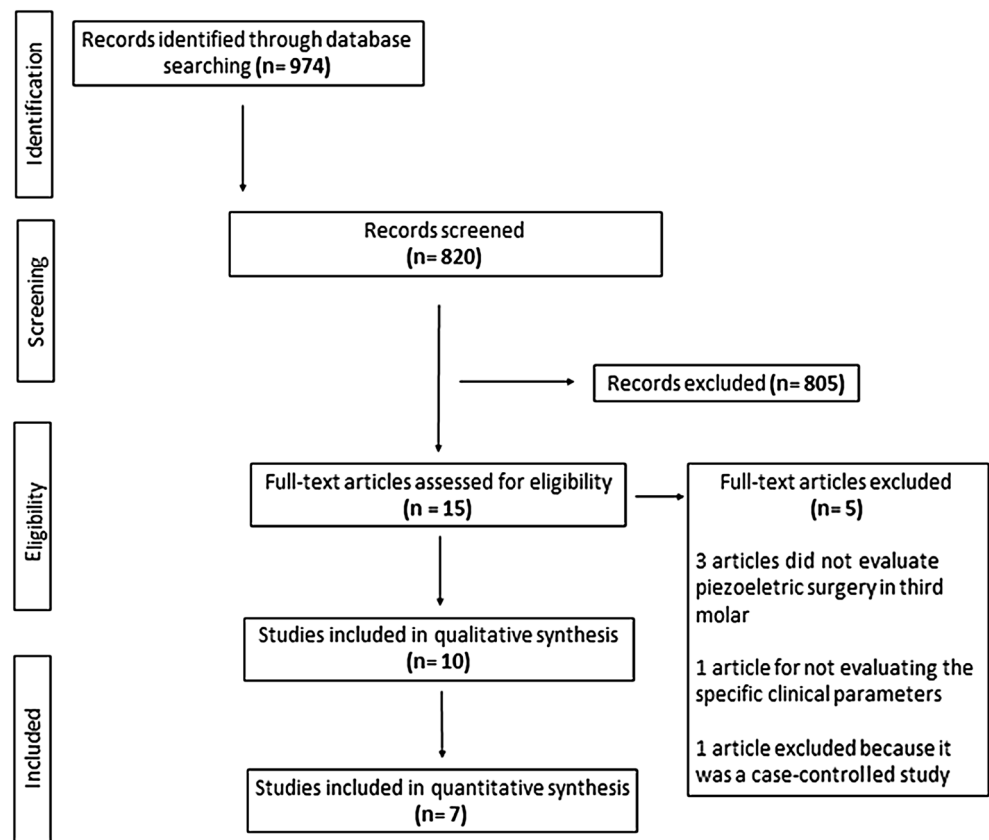 Identification
Records identified through database
searching (n= 974)
Screening
Records screened
(n= 820)
Records excluded (n= 805)
Eligibility
Full-text articles assessed for eligibility
(n = 15)
Full-text articles excluded
(n= 5)
3 articles did not evaluate
piezoeletric surgery in third
molar
1 article for not evaluating the
specific clinical parameters
1 article excluded because it
was a case-controlled study
Studies included in qualitative synthesis
(n= 10)
Included
Studies included in quantitative synthesis
(n= 7)